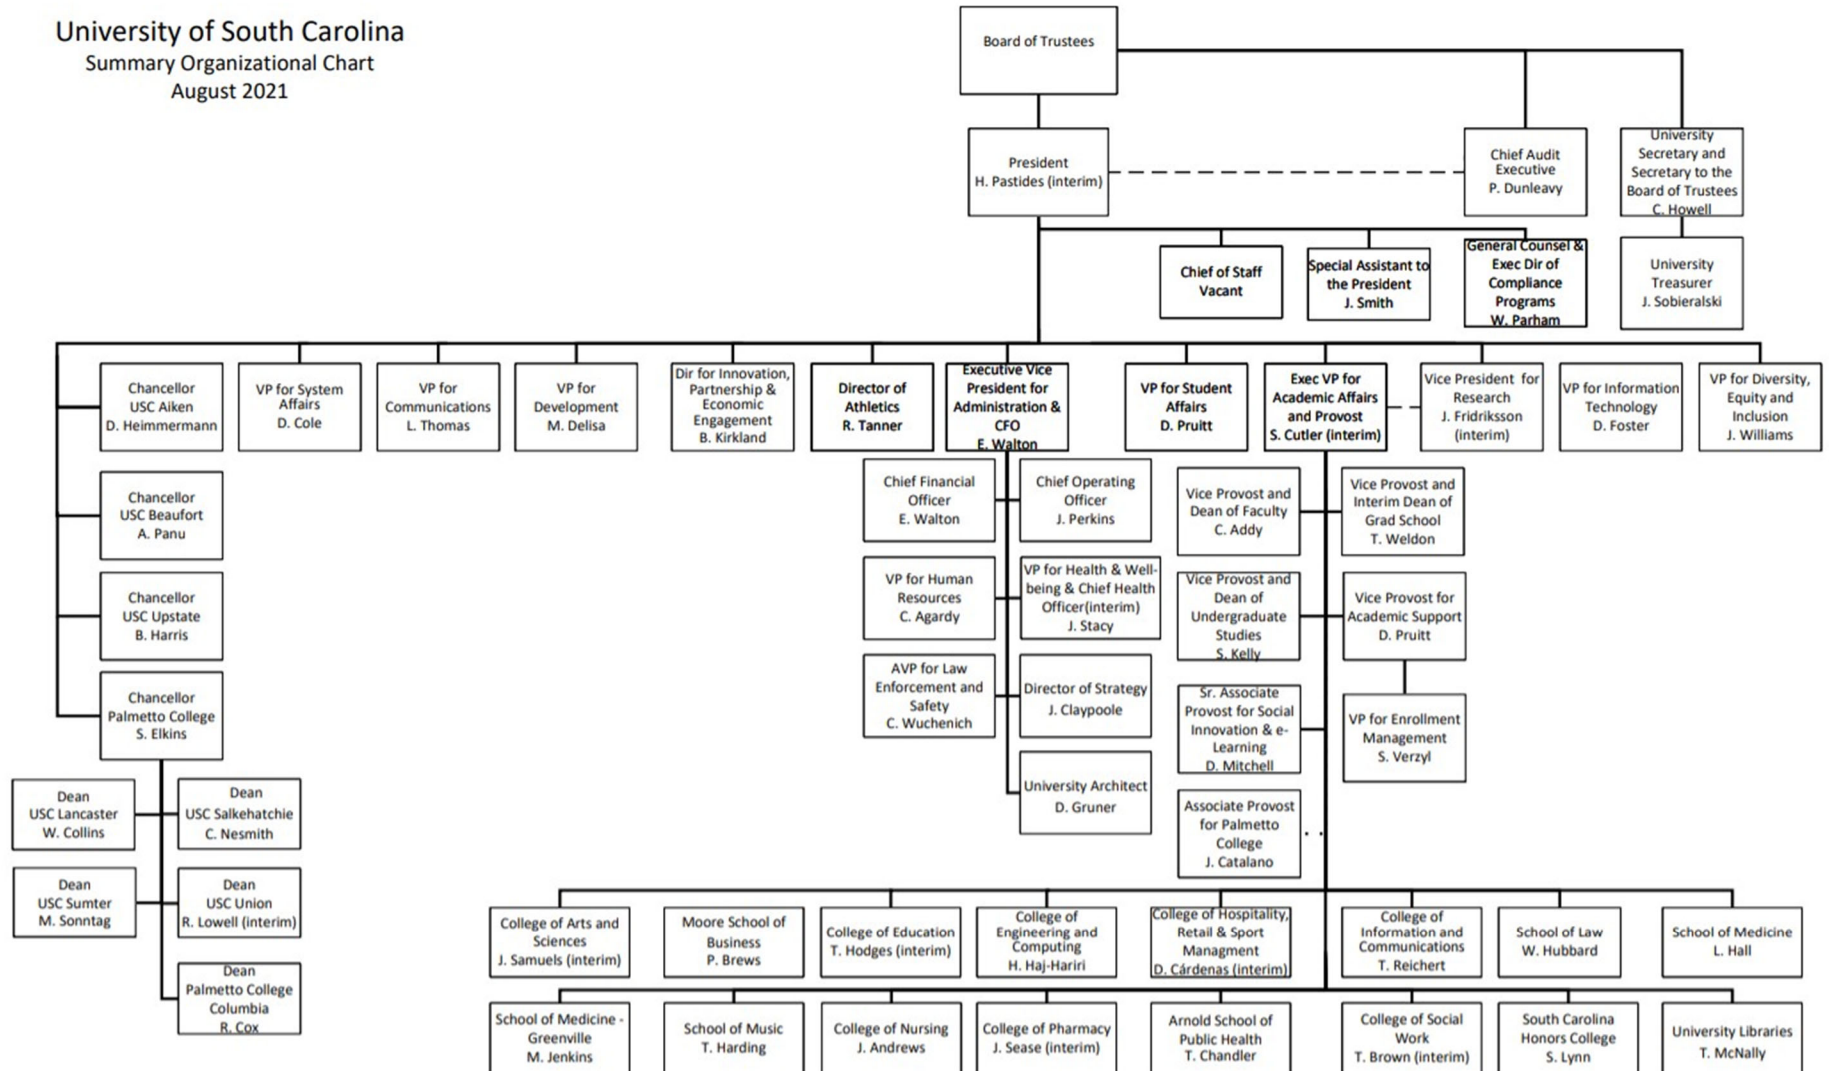 University of South Carolina
Summary Organizational Chart
August 2021
Board of Trustees
President
H. Pastides (interim)
Chief Audit
Executive
P. Dunleavy
University
Secretary and
Secretary to the
Board of Trustees
C. Howell
Chief of Staff
Vacant
Special Assistant to
the President
J. Smith
General Counsel &
Exec Dir of
Compliance
Programs
W. Parham
University
Treasurer
J. Sobieralski
Chancellor
USC Aiken
D. Heimmermann
VP for System
Affairs
D. Cole
VP for
Communications
L. Thomas
VP for
Development
M. Delisa
Dir for Innovation,
Partnership &
Economic
Engagement
B. Kirkland
Director of
Athletics
R. Tanner
Executive Vice
President for
Administration &
CFO
E. Walton
VP for Student
Affairs
D. Pruitt
Exec VP for
Academic Affairs
and Provost
S. Cutler (interim)
Vice President for
Research
J. Fridriksson
(interim)
VP for Information
Technology
D. Foster
VP for Diversity,
Equity and
Inclusion
J. Williams
Chancellor
USC Beaufort
A. Panu
Chancellor
USC Upstate
B. Harris
Chancellor
Palmetto College
S. Elkins
Dean
USC Lancaster
W. Collins
Dean
USC Salkehatchie
C. Nesmith
Dean
USC Sumter
M. Sonntag
Dean
USC Union
R. Lowell (interim)
Dean
Palmetto College
Columbia
R. Cox
Chief Financial
Officer
E. Walton
Chief Operating
Officer
J. Perkins
VP for Human
Resources
C. Agardy
VP for Health & Well-
being & Chief Health
Officer(interim)
J. Stacy
AVP for Law
Enforcement and
Safety
C. Wuchenich
Director of Strategy
J. Claypoole
University Architect
D. Gruner
Vice Provost and
Dean of Faculty
C. Addy
Vice Provost and
Interim Dean of
Grad School
T. Weldon
Vice Provost and
Dean of
Undergraduate
Studies
S. Kelly
Vice Provost for
Academic Support
D. Pruitt
Sr. Associate
Provost for Social
Innovation & e-
Learning
D. Mitchell
VP for Enrollment
Management
S. Verzyl
Associate Provost
for Palmetto
College
J. Catalano
College of Arts and
Sciences
J. Samuels (interim)
Moore School of
Business
P. Brews
College of Education
T. Hodges (interim)
College of
Engineering and
Computing
H. Haj-Hariri
College of Hospitality,
Retail & Sport
Managment
D. Cárdenas (interim)
College of
Information and
Communications
T. Reichert
School of Law
W. Hubbard
School of Medicine
L. Hall
School of Medicine -
Greenville
M. Jenkins
School of Music
T. Harding
College of Nursing
J. Andrews
College of Pharmacy
J. Sease (interim)
Arnold School of
Public Health
T. Chandler
College of Social
Work
T. Brown (interim)
South Carolina
Honors College
S. Lynn
University Libraries
T. McNally